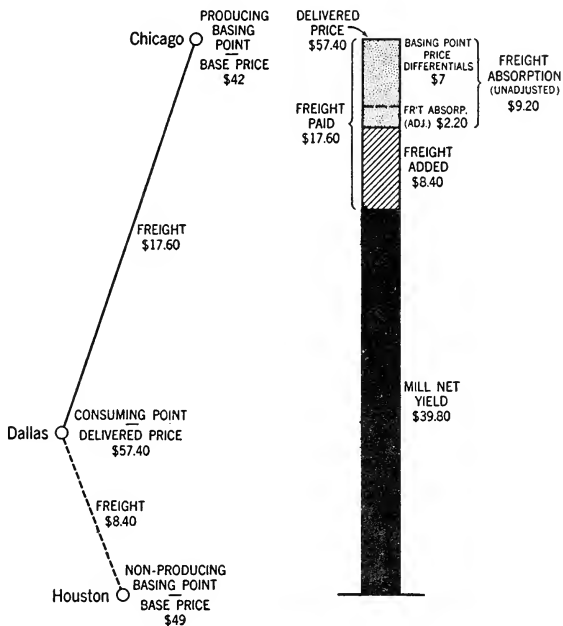 Chicago
PRODUCING
BASING
POINT
BASE PRICE
$42
FREIGHT
$17.60
Dallas
CONSUMING POINT
DELIVERED PRICE
$57.40
FREIGHT
$8.40
Houston
NON-PRODUCING
BASING POINT
BASE PRICE
$49
DELIVERED
PRICE
$57.40
FREIGHT
PAID
$17.60
BASING POINT
PRICE
DIFFERENTIALS
$7
FR'T ABSORP.
(ADJ.) $2.20
FREIGHT
ABSORPTION
(UNADJUSTED)
$9.20
FREIGHT
ADDED
$8.40
MILL NET
YIELD
$39.80